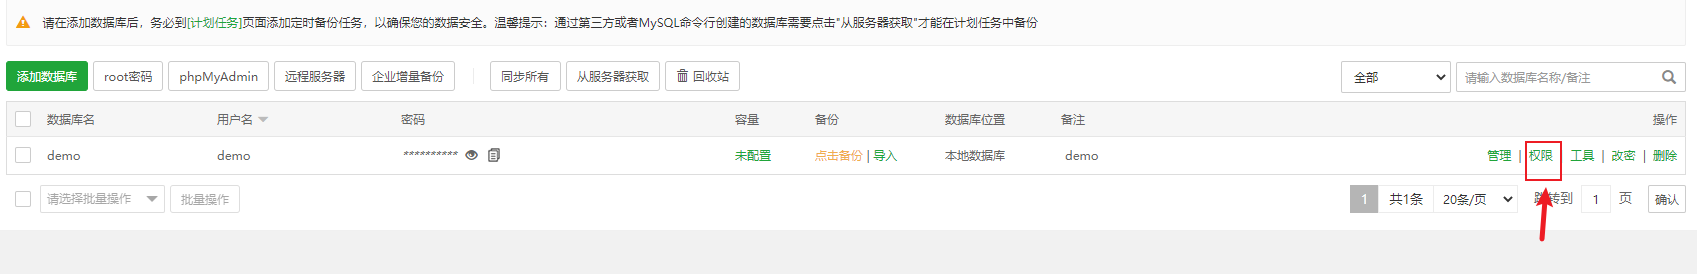 请在添加数据库后，务必到[计划任务]页面添加定时备份任务，以确保您的数据安全。温馨提示：通过第三方或者MySQL命令行创建的数据库需要点击"从服务器获取"才能在计划任务中备份
添加数据库 root密码 phpMyAdmin 远程服务器 企业增量备份 同步所有 从服务器获取 回收站 全部 请输入数据库名称/备注
数据库名 用户名 密码 容量 备份 数据库位置 备注 操作
demo demo ********** 未配置 点击备份 | 导入 本地数据库 demo 管理 | 权限 | 工具 | 改密 | 删除
请选择批量操作 批量操作 1 共1条 20条/页 跳转到 1 页 确认